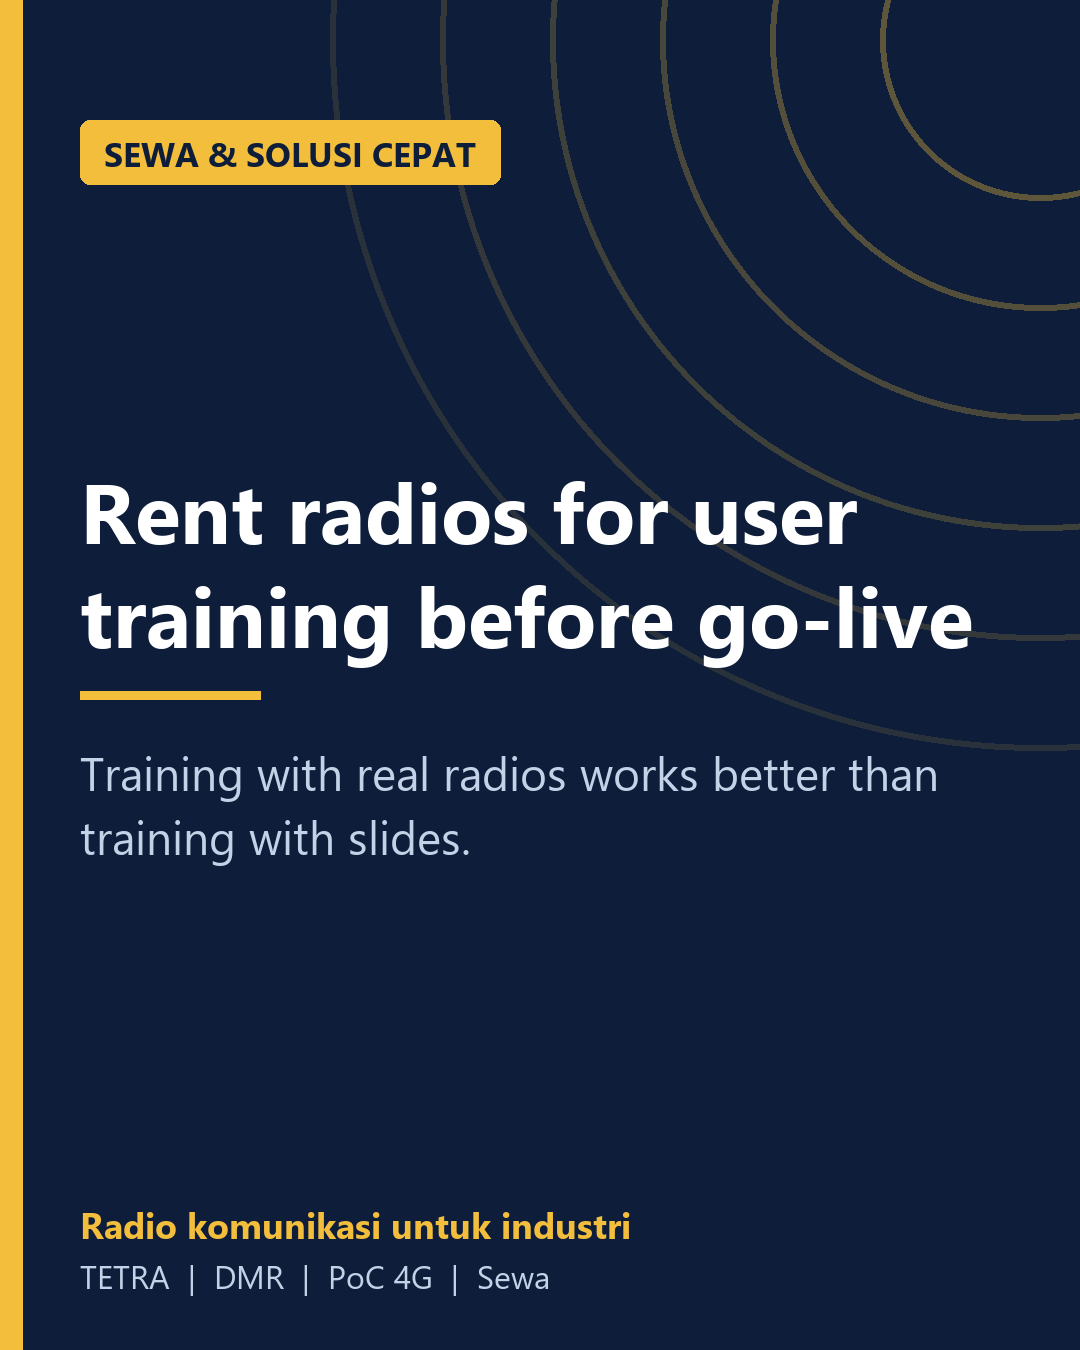 SEWA & SOLUSI CEPAT
Rent radios for user
training before go-live
Training with real radios works better than
training with slides.
Radio komunikasi untuk industri
TETRA | DMR | PoC 4G | Sewa